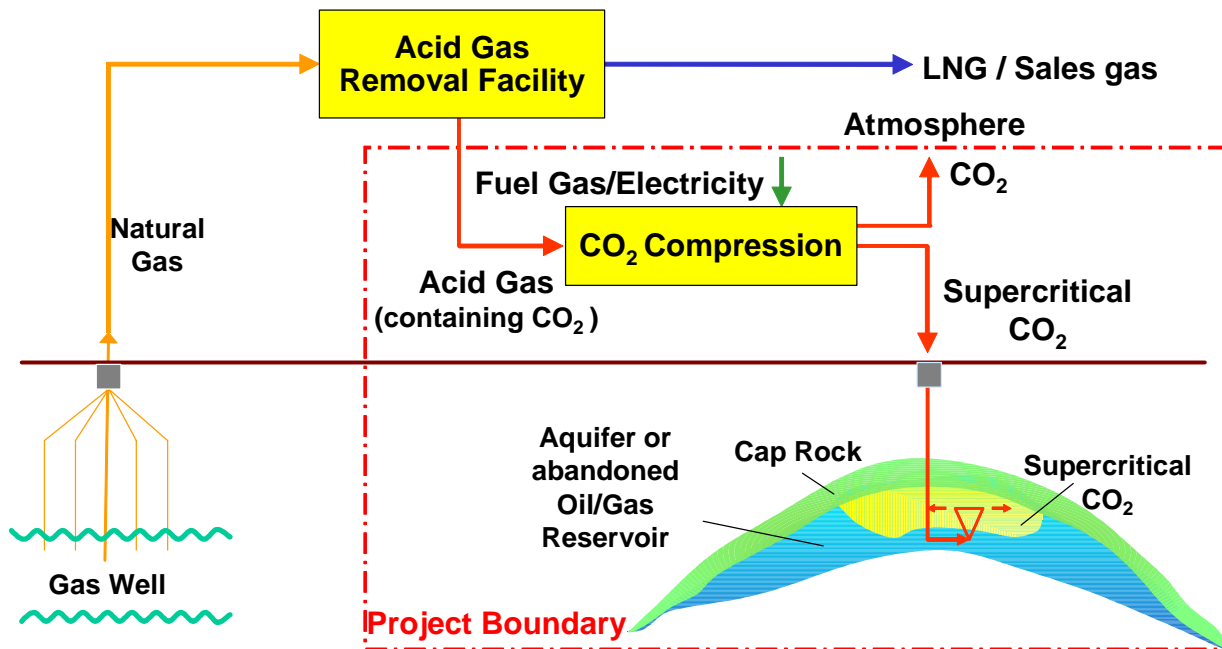 Acid Gas
Removal Facility
LNG / Sales gas
Atmosphere
Fuel Gas/Electricity
CO₂
Natural
Gas
CO₂ Compression
Acid Gas
(containing CO₂ )
Supercritical
CO₂
Aquifer or
abandoned
Oil/Gas
Reservoir
Cap Rock
Supercritical
CO₂
Gas Well
Project Boundary